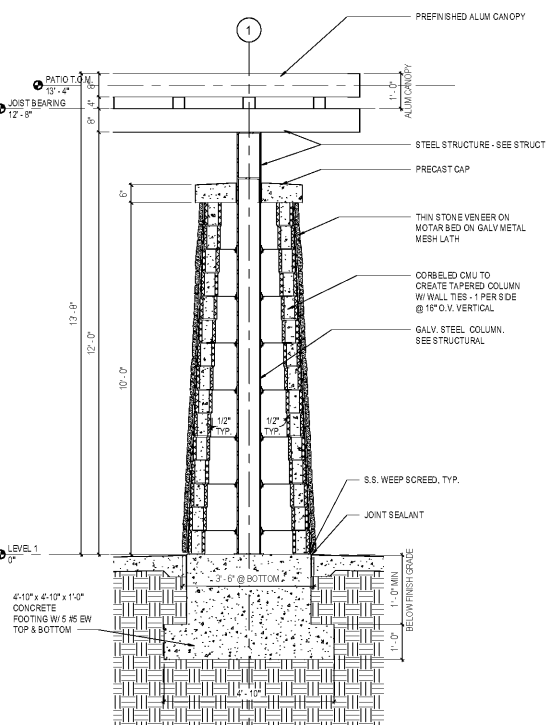 PREFINISHED ALUM CANOPY
1
PATIO T.O.M.
13' - 4"
JOIST BEARING
12' - 8"
8"
4"
8"
1' - 0"
ALUM CANOPY
STEEL STRUCTURE - SEE STRUCT
PRECAST CAP
6"
THIN STONE VENEER ON
MOTAR BED ON GALV METAL
MESH LATH
CORBELED CMU TO
CREATE TAPERED COLUMN
W/ WALL TIES - 1 PER SIDE
@ 16" O.V. VERTICAL
GALV. STEEL COLUMN.
SEE STRUCTURAL
13' - 8"
12' - 0"
10' - 0"
1/2"
TYP.
1/2"
TYP.
S.S. WEEP SCREED, TYP.
JOINT SEALANT
LEVEL 1
0"
3' - 6" @ BOTTOM
4'-10" x 4'-10" x 1'-0"
CONCRETE
FOOTING W/ 5 #5 EW
TOP & BOTTOM
1' - 0" MIN
BELOW FINISH GRADE
1' - 0"
4' - 10"